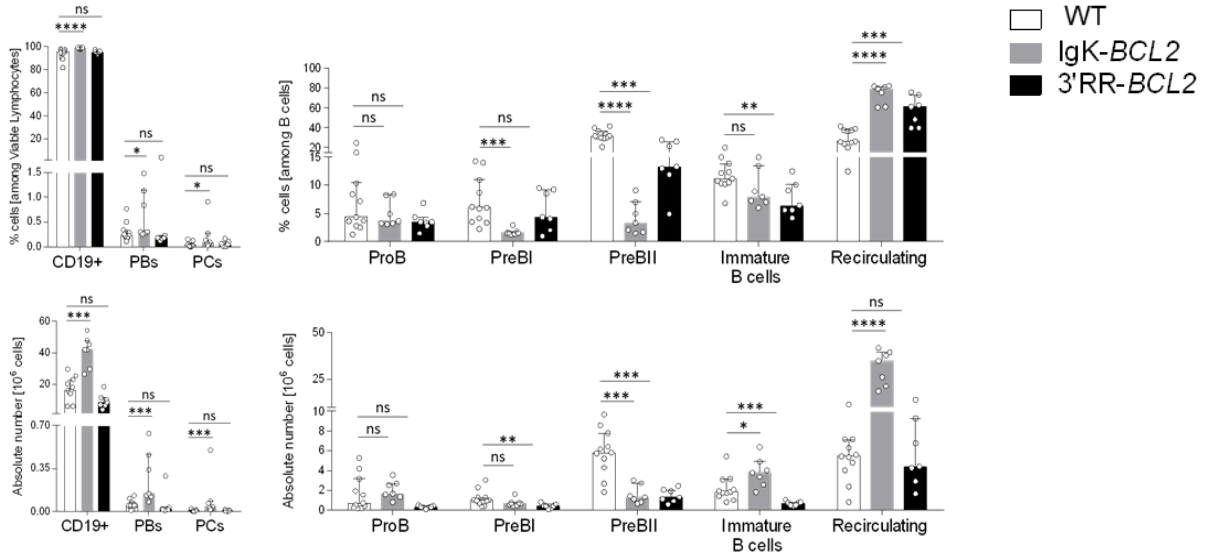 WT
IgK-BCL2
3'RR-BCL2
% cells [among Viable Lymphocytes]
100
80
60
40
20
1.5
1.0
0.5
0.0
ns
****
ns
*
ns
*
CD19+ PBs PCs
% cells [among B cells]
100
80
60
40
20
15
10
5
0
ns
ns
ns
***
***
****
**
ns
***
****
ProB PreBI PreBII Immature B cells Recirculating
Absolute number [10⁶ cells]
60
40
20
0.70
0.35
0.00
ns
***
ns
***
ns
***
CD19+ PBs PCs
Absolute number [10⁶ cells]
50
25
10
8
6
4
2
0
ns
ns
**
ns
***
***
***
*
ns
****
ProB PreBI PreBII Immature B cells Recirculating